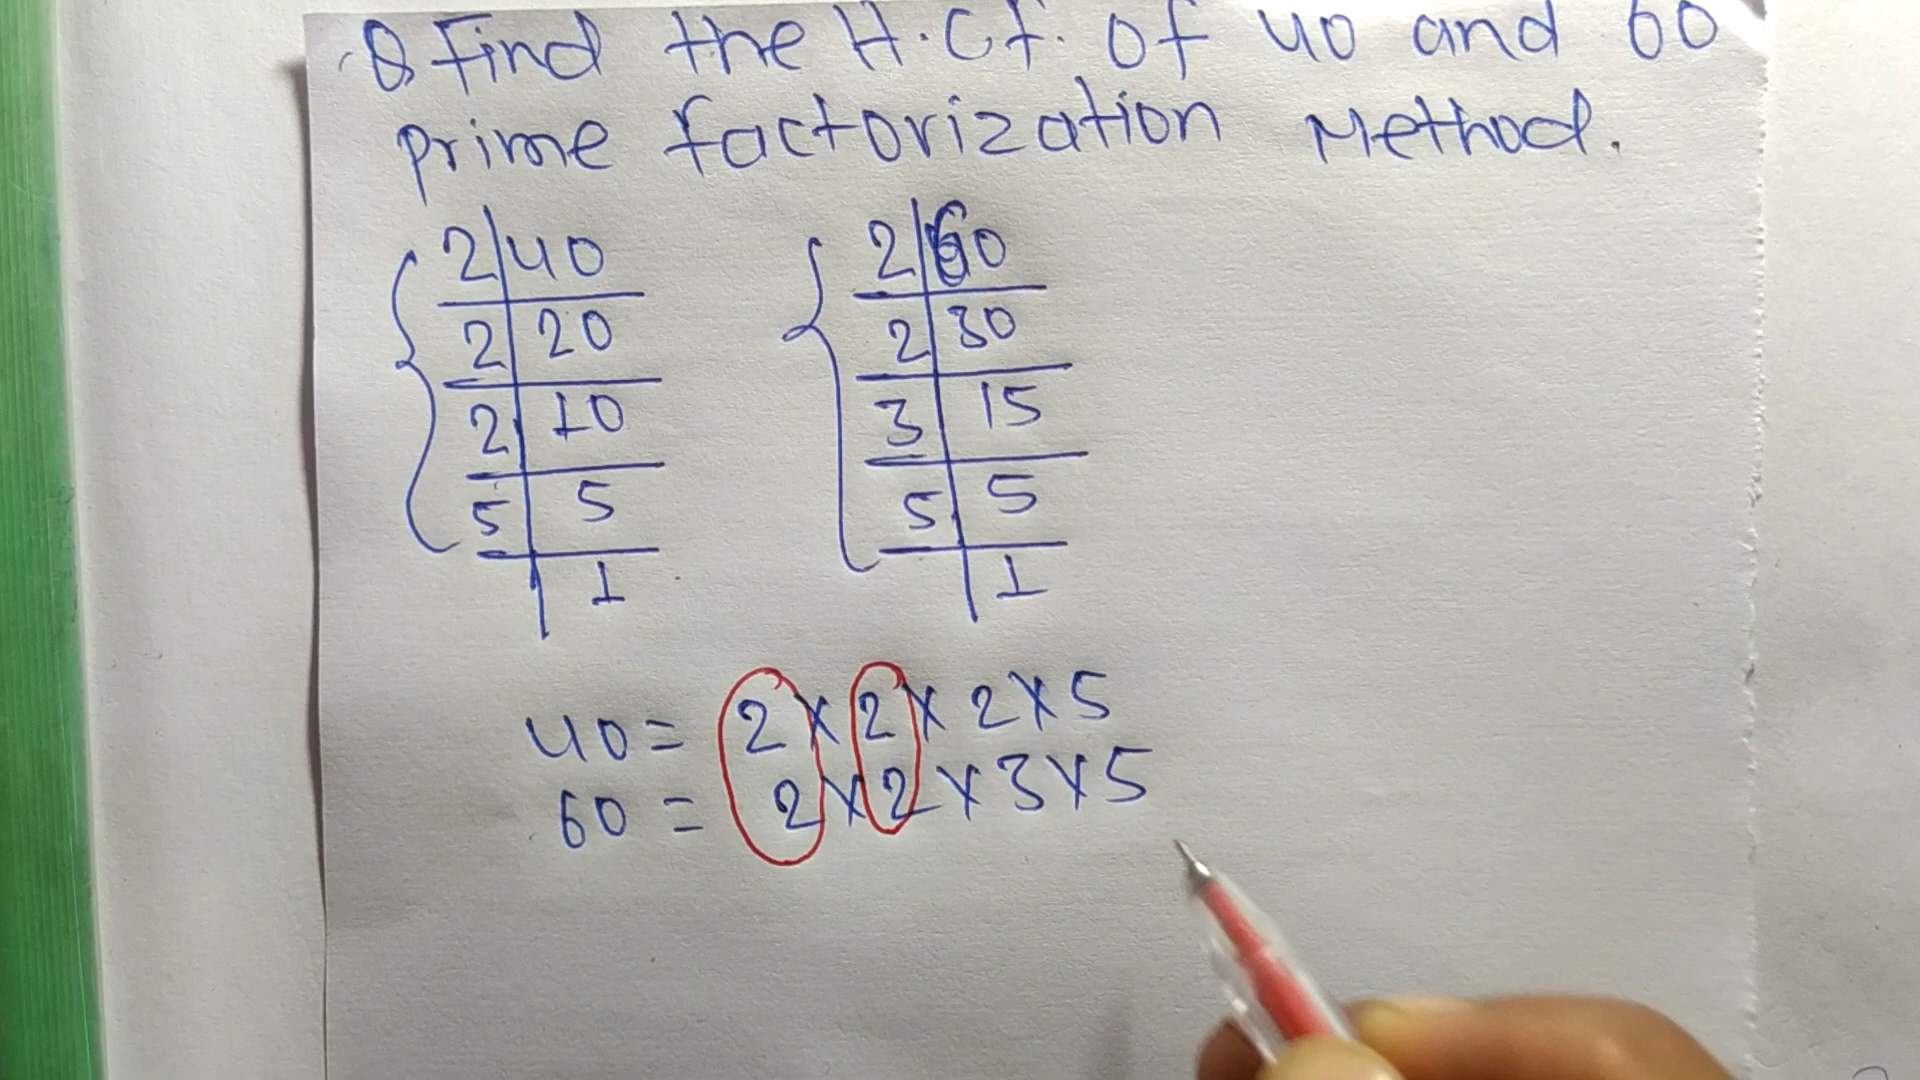 Q Find the H.C.f. of 40 and 60
prime factorization Method.
2 40
2 20
2 10
5 5
1
2 60
2 30
3 15
5 5
1
40 = 2 x 2 x 2 x 5
60 = 2 x 2 x 3 x 5